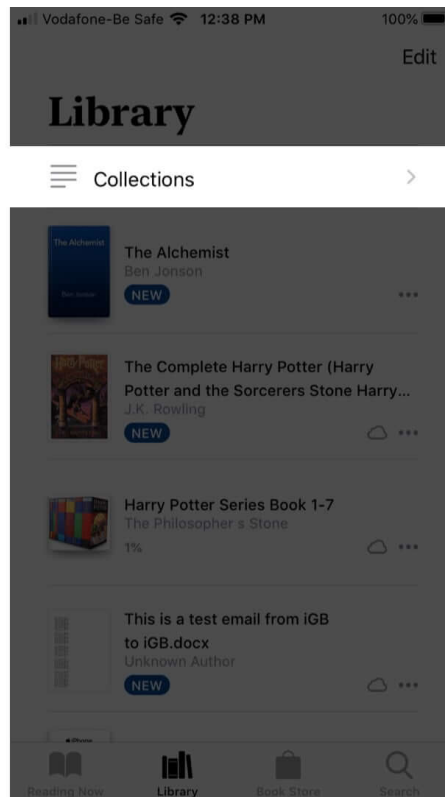 Vodafone-Be Safe 12:38 PM 100%
Edit
Library
Collections
The Alchemist
Ben Jonson
The Alchemist
Ben Jonson
NEW
Harry Potter
The Complete Harry Potter (Harry
Potter and the Sorcerers Stone Harry...
J.K. Rowling
NEW
Harry Potter Series Book 1-7
The Philosopher s Stone
1%
This is a test email from iGB
to iGB.docx
Unknown Author
NEW
iPhone
Reading Now Library Book Store Search